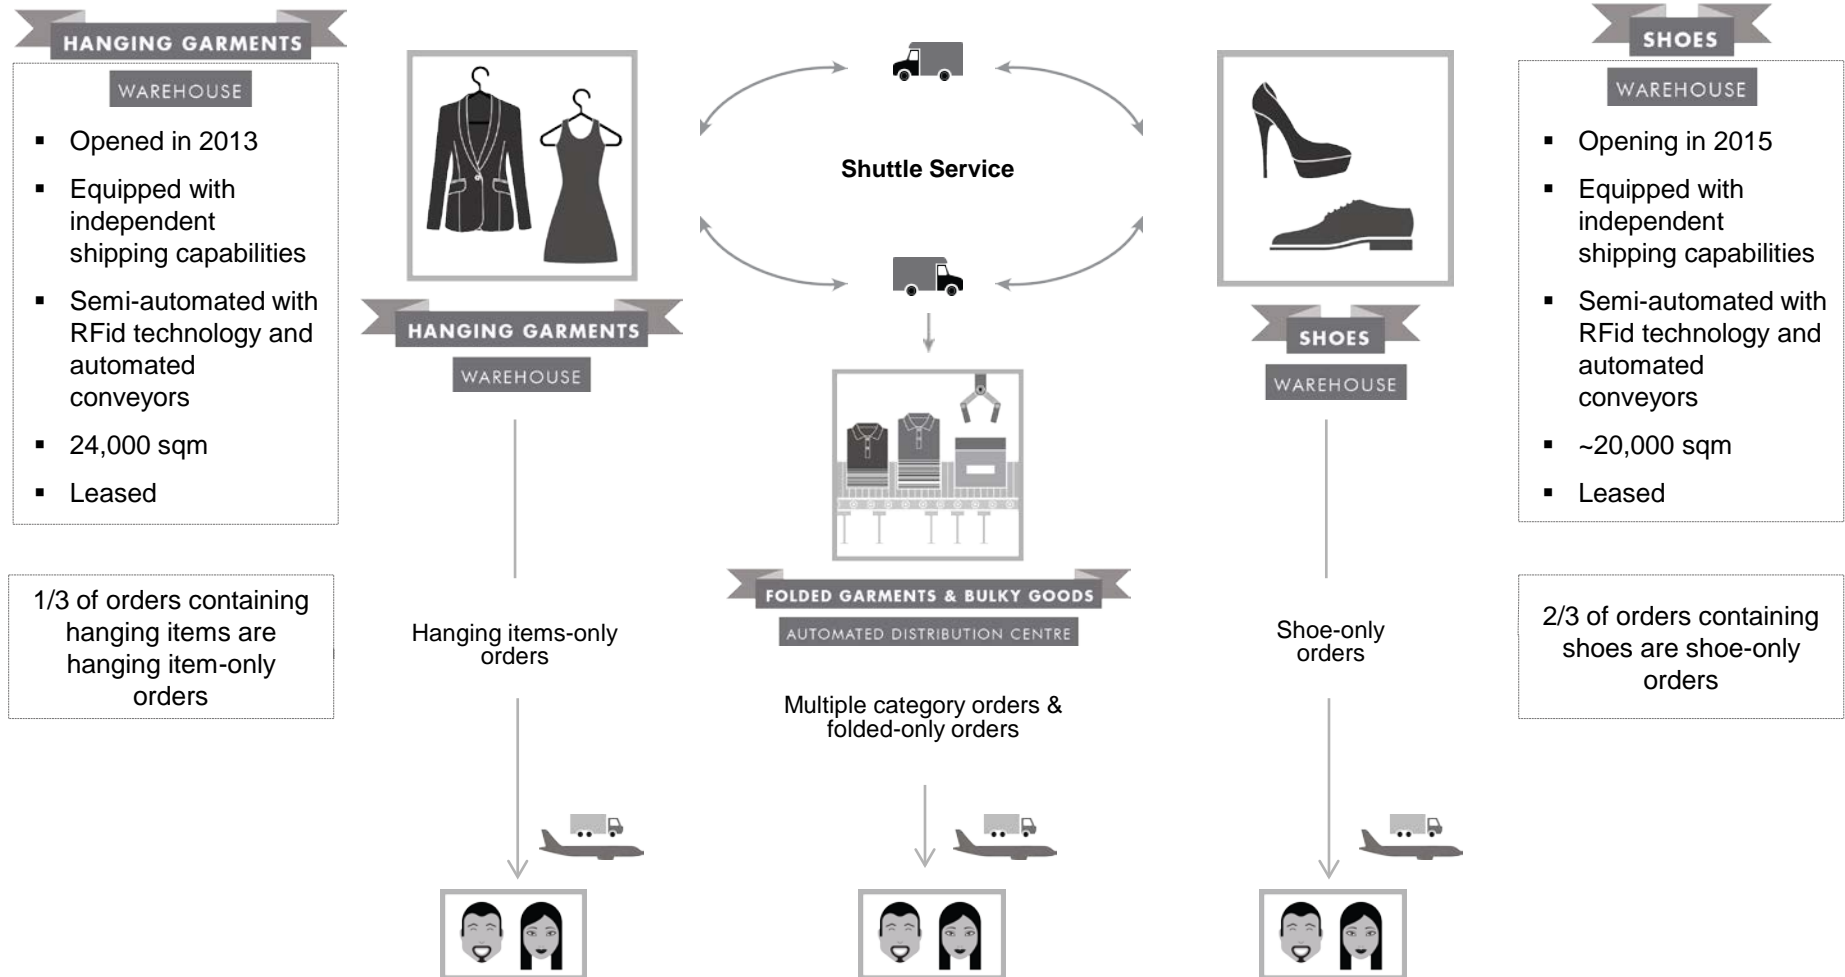 HANGING GARMENTS
WAREHOUSE
▪ Opened in 2013
▪ Equipped with
independent
shipping capabilities
▪ Semi-automated with
RFid technology and
automated
conveyors
▪ 24,000 sqm
▪ Leased
1/3 of orders containing
hanging items are
hanging item-only
orders
HANGING GARMENTS
WAREHOUSE
Hanging items-only
orders
Shuttle Service
FOLDED GARMENTS & BULKY GOODS
AUTOMATED DISTRIBUTION CENTRE
Multiple category orders &
folded-only orders
SHOES
WAREHOUSE
Shoe-only
orders
SHOES
WAREHOUSE
▪ Opening in 2015
▪ Equipped with
independent
shipping capabilities
▪ Semi-automated with
RFid technology and
automated
conveyors
▪ ~20,000 sqm
▪ Leased
2/3 of orders containing
shoes are shoe-only
orders